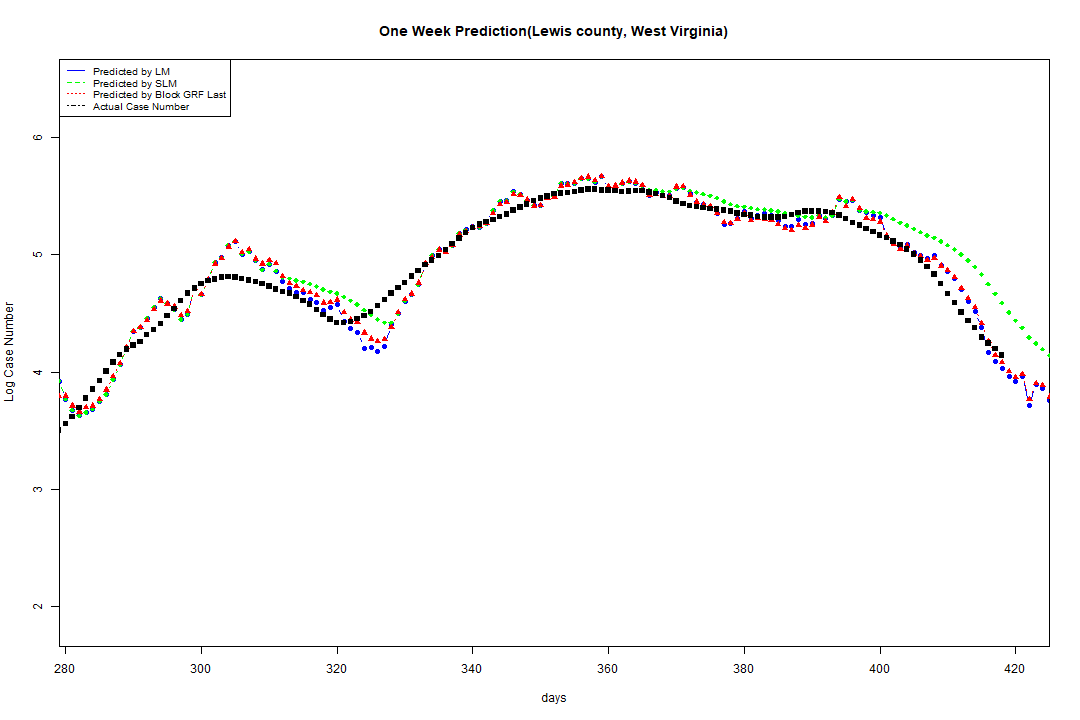 One Week Prediction(Lewis county, West Virginia)
Predicted by LM
Predicted by SLM
Predicted by Block GRF Last
Actual Case Number
6
5
4
3
2
Log Case Number
280 300 320 340 360 380 400 420
days